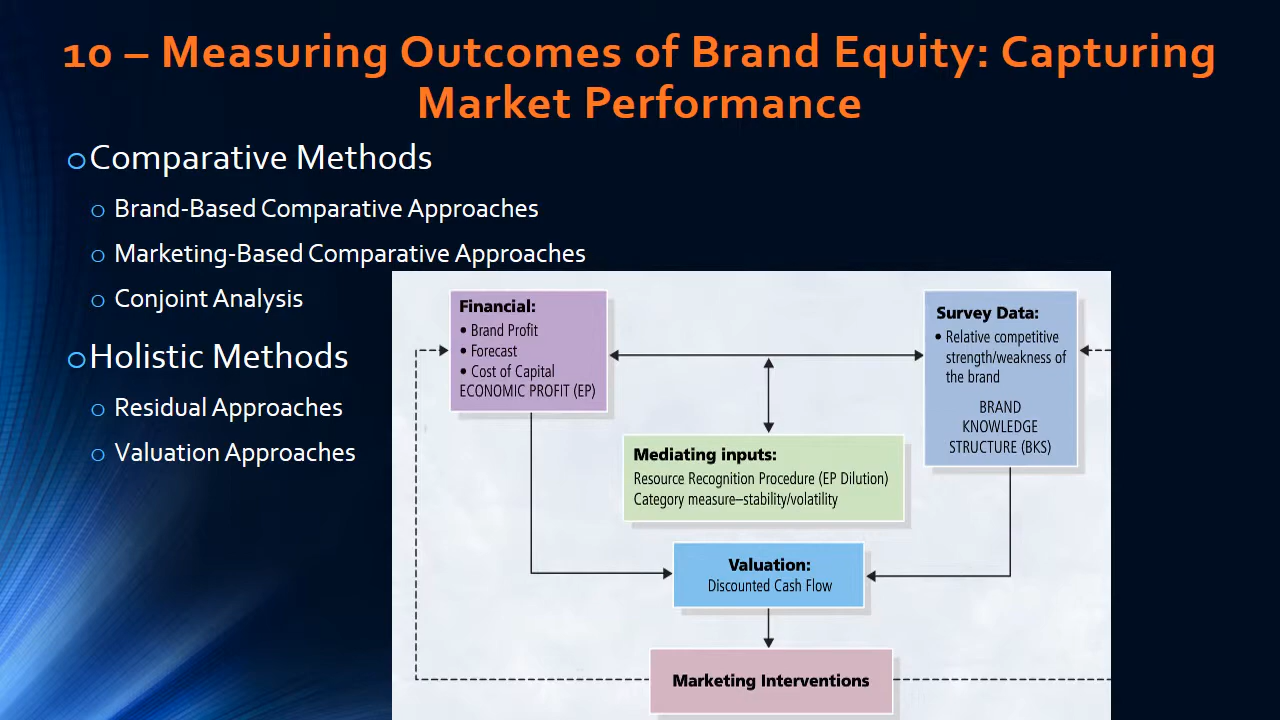 10 – Measuring Outcomes of Brand Equity: Capturing
Market Performance
Comparative Methods
Brand-Based Comparative Approaches
Marketing-Based Comparative Approaches
Conjoint Analysis
Holistic Methods
Residual Approaches
Valuation Approaches
Financial:
• Brand Profit
• Forecast
• Cost of Capital
ECONOMIC PROFIT (EP)
Survey Data:
• Relative competitive
strength/weakness of
the brand
BRAND
KNOWLEDGE
STRUCTURE (BKS)
Mediating inputs:
Resource Recognition Procedure (EP Dilution)
Category measure–stability/volatility
Valuation:
Discounted Cash Flow
Marketing Interventions